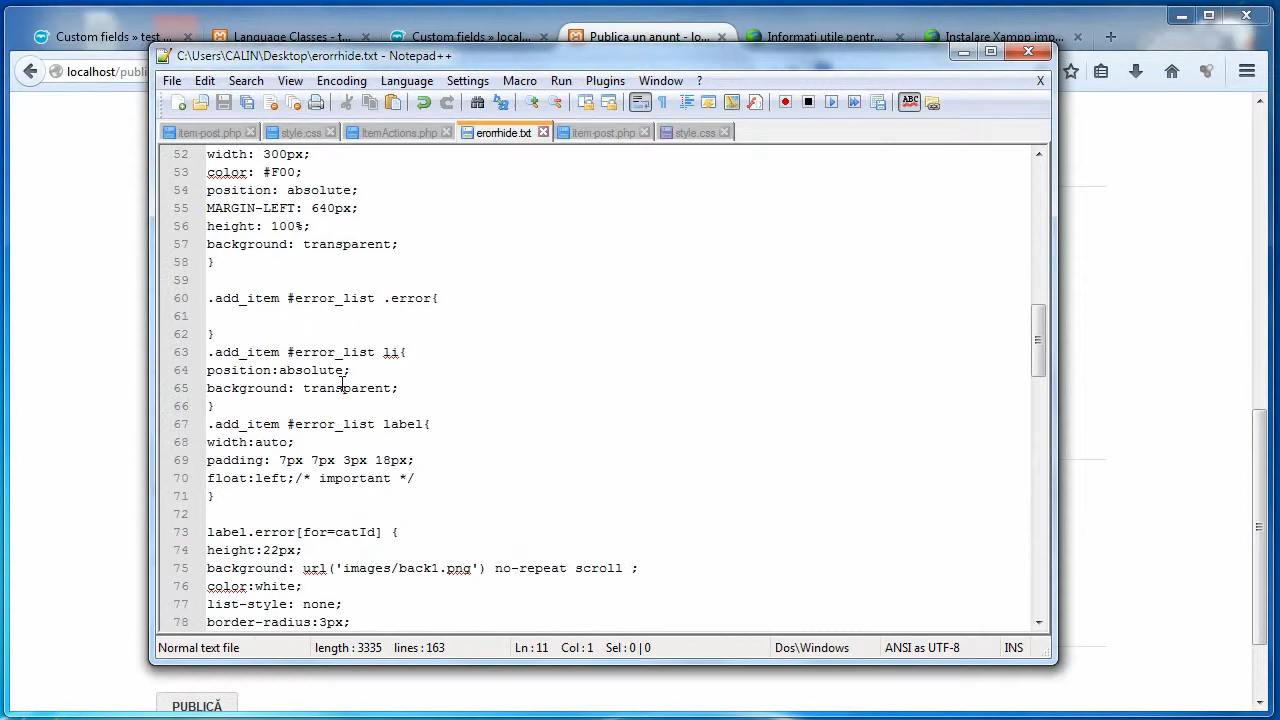 Custom fields » test
Language Classes - t...
Custom fields » local...
Publica un anunt - lo...
Informati utile pentru...
Instalare Xampp imp...
localhost/publi
C:\Users\CALIN\Desktop\erorrhide.txt - Notepad++
File Edit Search View Encoding Language Settings Macro Run Plugins Window ? X
item-post.php style.css ItemActions.php erorrhide.txt item-post.php style.css
52 width: 300px;
53 color: #F00;
54 position: absolute;
55 MARGIN-LEFT: 640px;
56 height: 100%;
57 background: transparent;
58 }
59
60 .add_item #error_list .error{
61
62 }
63 .add_item #error_list li{
64 position:absolute;
65 background: transparent;
66 }
67 .add_item #error_list label{
68 width:auto;
69 padding: 7px 7px 3px 18px;
70 float:left;/* important */
71 }
72
73 label.error[for=catId] {
74 height:22px;
75 background: url('images/back1.png') no-repeat scroll ;
76 color:white;
77 list-style: none;
78 border-radius:3px;
Normal text file length : 3335 lines : 163 Ln : 11 Col : 1 Sel : 0 | 0 Dos\Windows ANSI as UTF-8 INS
PUBLICĂ